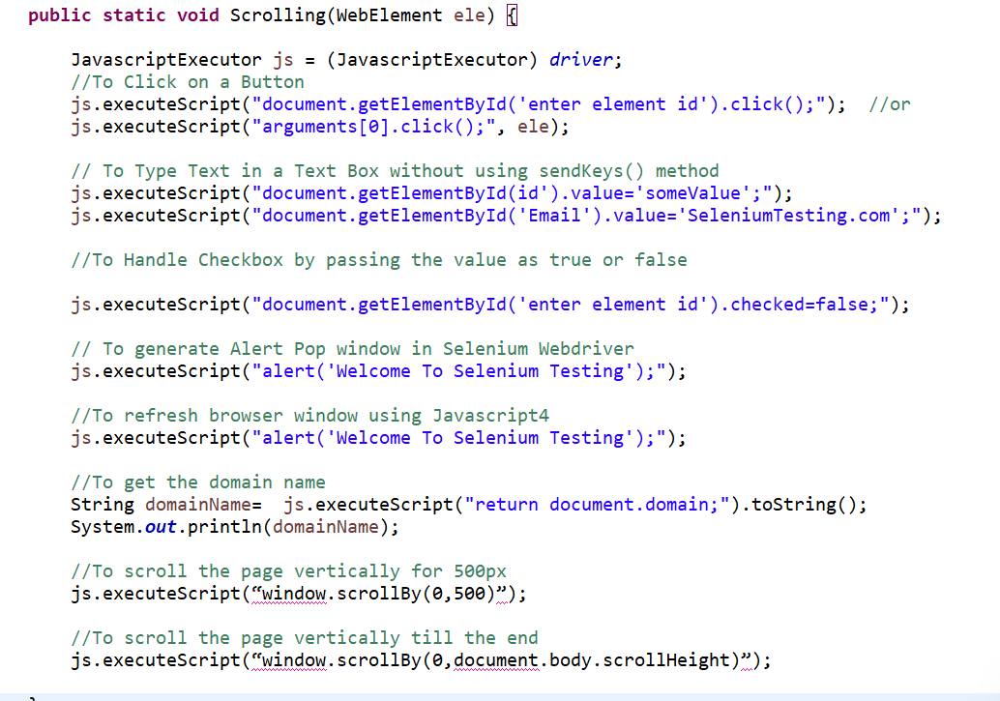 public static void Scrolling(WebElement ele) {
JavascriptExecutor js = (JavascriptExecutor) driver;
//To Click on a Button
js.executeScript("document.getElementById('enter element id').click();");  //or
js.executeScript("arguments[0].click();", ele);
// To Type Text in a Text Box without using sendKeys() method
js.executeScript("document.getElementById(id').value='someValue';");
js.executeScript("document.getElementById('Email').value='SeleniumTesting.com';");
//To Handle Checkbox by passing the value as true or false
js.executeScript("document.getElementById('enter element id').checked=false;");
// To generate Alert Pop window in Selenium Webdriver
js.executeScript("alert('Welcome To Selenium Testing');");
//To refresh browser window using Javascript4
js.executeScript("alert('Welcome To Selenium Testing');");
//To get the domain name
String domainName=  js.executeScript("return document.domain;").toString();
System.out.println(domainName);
//To scroll the page vertically for 500px
js.executeScript(“window.scrollBy(0,500)”);
//To scroll the page vertically till the end
js.executeScript(“window.scrollBy(0,document.body.scrollHeight)”);